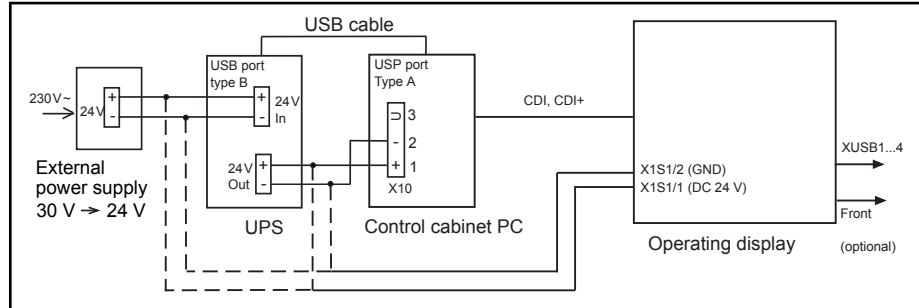 USB cable
USB port
type B
USP port
Type A
230V~
+
24V
-
+
24V
-
In
24V
+
Out
-
⊃ 3
- 2
+ 1
X10
CDI, CDI+
X1S1/2 (GND)
X1S1/1 (DC 24 V)
XUSB1...4
Front
(optional)
External
power supply
30 V → 24 V
UPS
Control cabinet PC
Operating display